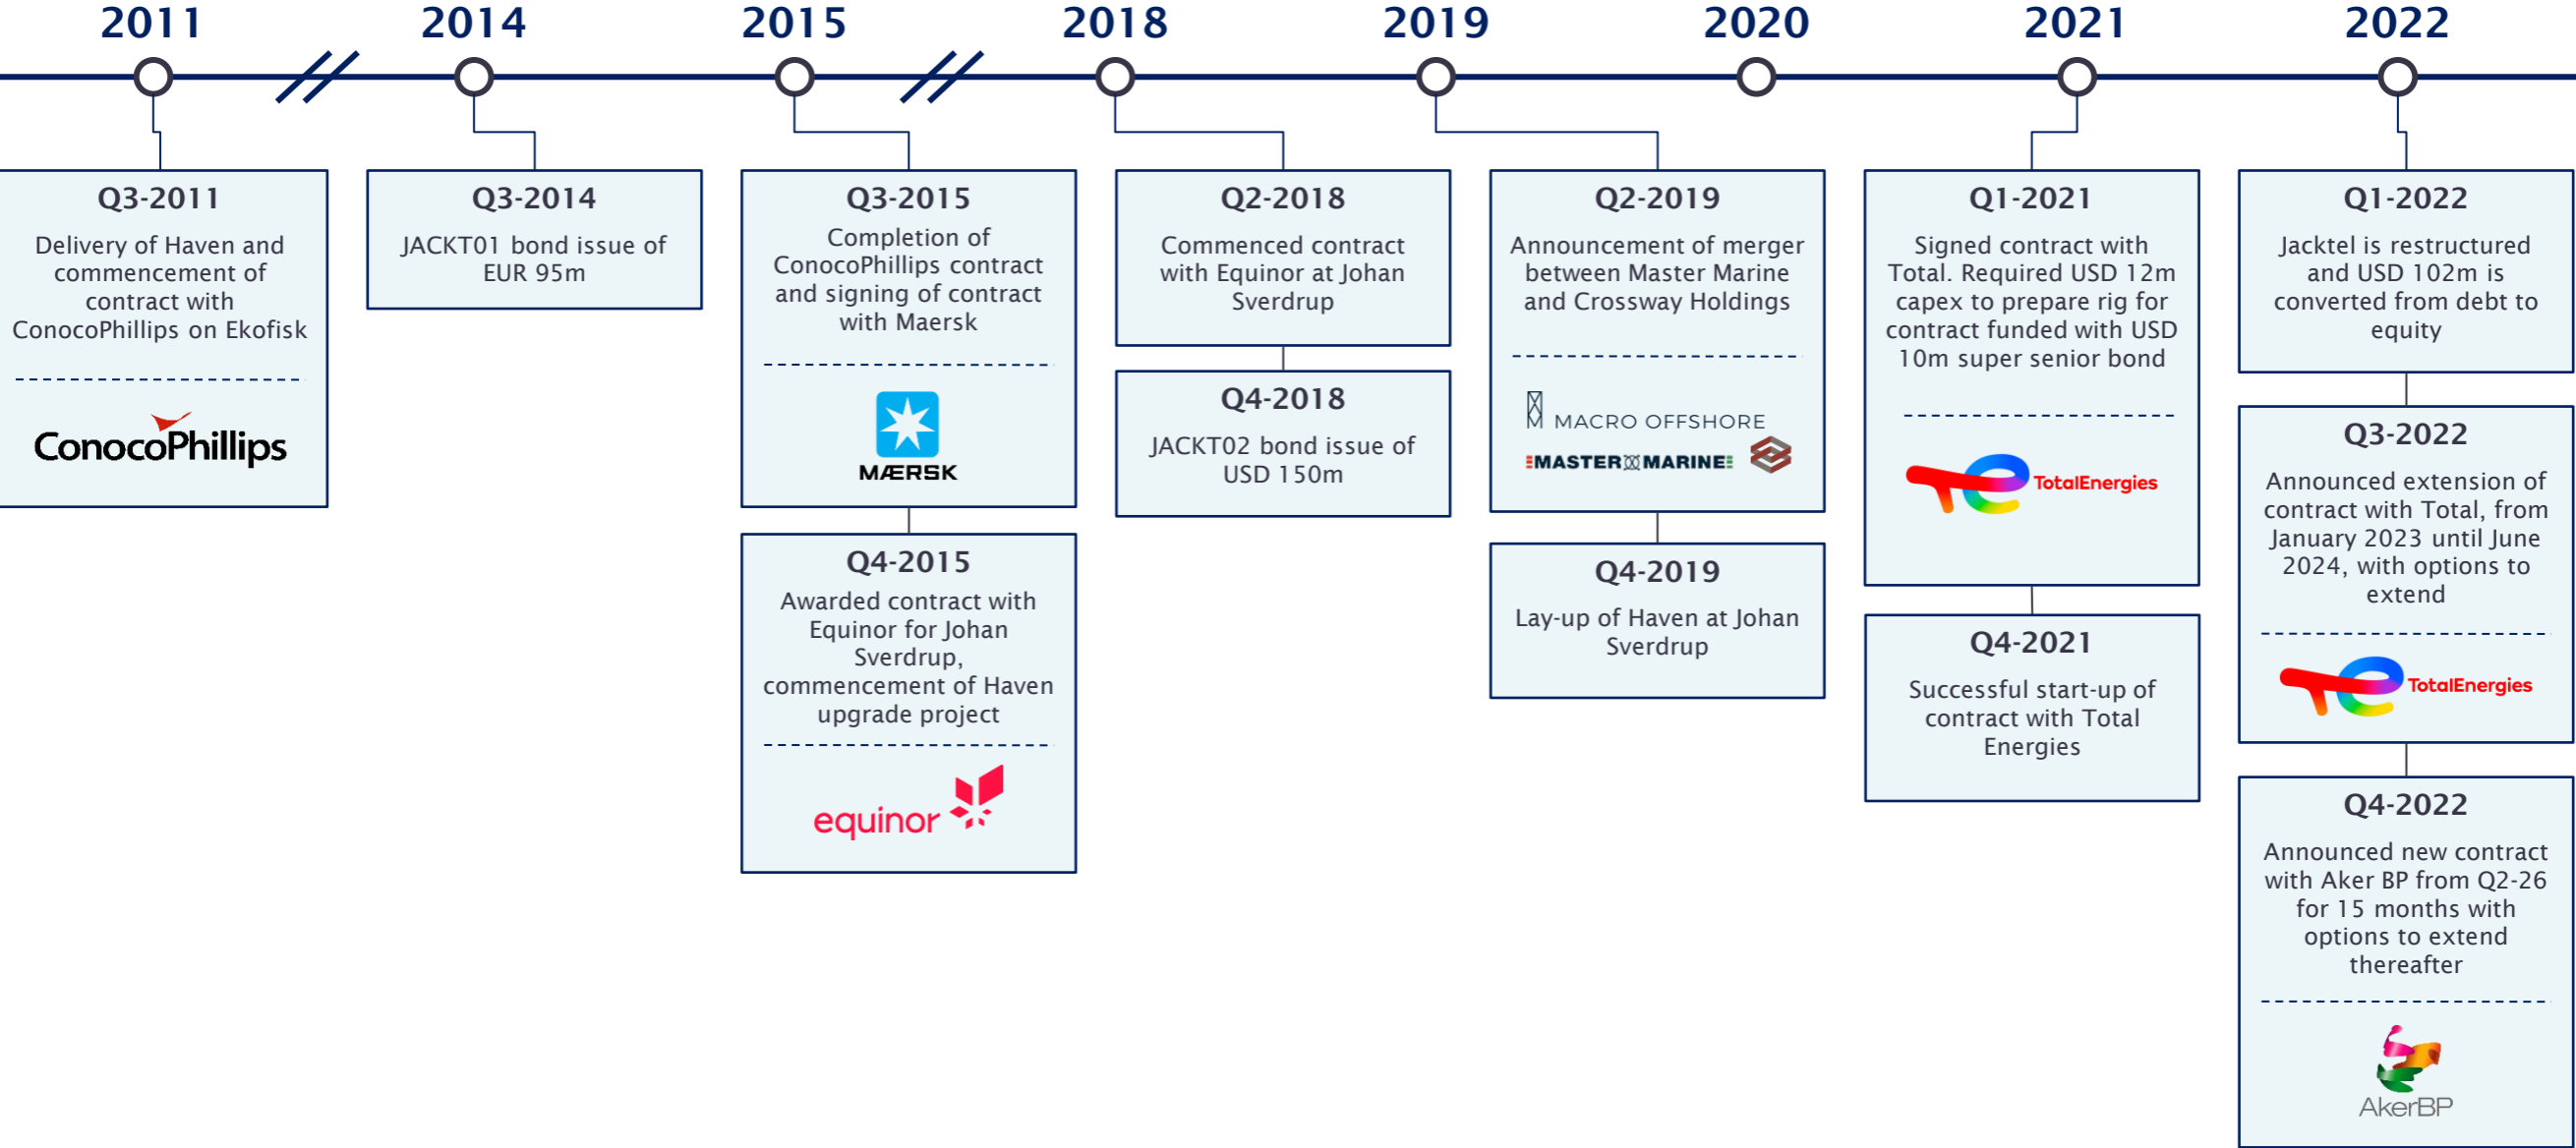 2011
2014
2015
2018
2019
2020
2021
2022
Q3-2011
Delivery of Haven and
commencement of
contract with
ConocoPhillips on Ekofisk
ConocoPhillips
Q3-2014
JACKT01 bond issue of
EUR 95m
Q3-2015
Completion of
ConocoPhillips contract
and signing of contract
with Maersk
MÆRSK
Q4-2015
Awarded contract with
Equinor for Johan
Sverdrup,
commencement of Haven
upgrade project
equinor
Q2-2018
Commenced contract
with Equinor at Johan
Sverdrup
Q4-2018
JACKT02 bond issue of
USD 150m
Q2-2019
Announcement of merger
between Master Marine
and Crossway Holdings
MACRO OFFSHORE
MASTER MARINE
Q4-2019
Lay-up of Haven at Johan
Sverdrup
Q1-2021
Signed contract with
Total. Required USD 12m
capex to prepare rig for
contract funded with USD
10m super senior bond
TotalEnergies
Q4-2021
Successful start-up of
contract with Total
Energies
Q1-2022
Jacktel is restructured
and USD 102m is
converted from debt to
equity
Q3-2022
Announced extension of
contract with Total, from
January 2023 until June
2024, with options to
extend
TotalEnergies
Q4-2022
Announced new contract
with Aker BP from Q2-26
for 15 months with
options to extend
thereafter
AkerBP